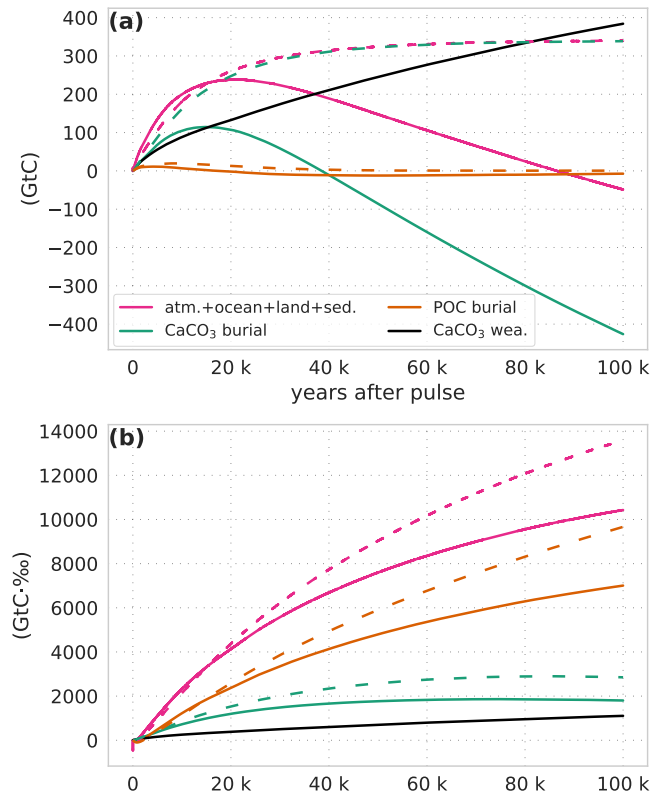 (a)
400
300
200
100
0
−100
−200
−300
−400
(GtC)
atm.+ocean+land+sed.
CaCO₃ burial
POC burial
CaCO₃ wea.
0 20 k 40 k 60 k 80 k 100 k
years after pulse
(b)
14000
12000
10000
8000
6000
4000
2000
0
(GtC·‰)
0 20 k 40 k 60 k 80 k 100 k